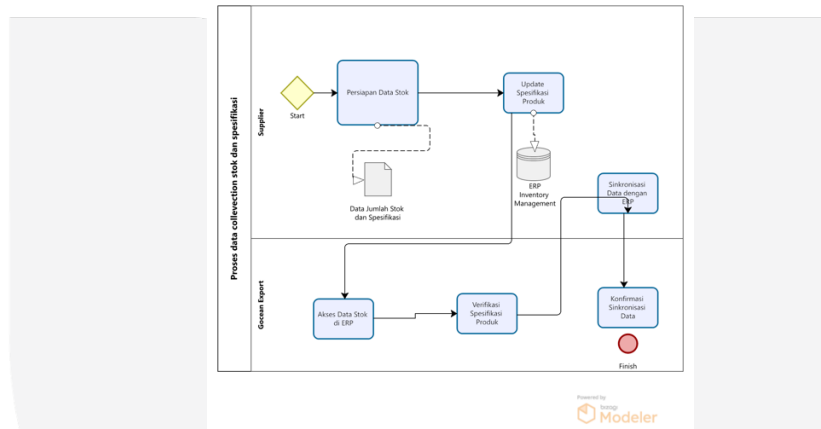 Proses data collevection stok dan spesifikasi
Supplier
Start
Persiapan Data Stok
Update
Spesifikasi
Produk
Data Jumlah Stok
dan Spesifikasi
ERP
Inventory
Management
Sinkronisasi
Data dengan
ERP
Gocean Export
Akses Data Stok
di ERP
Verifikasi
Spesifikasi
Produk
Konfirmasi
Sinkronisasi
Data
Finish
Powered by
bizagi
Modeler